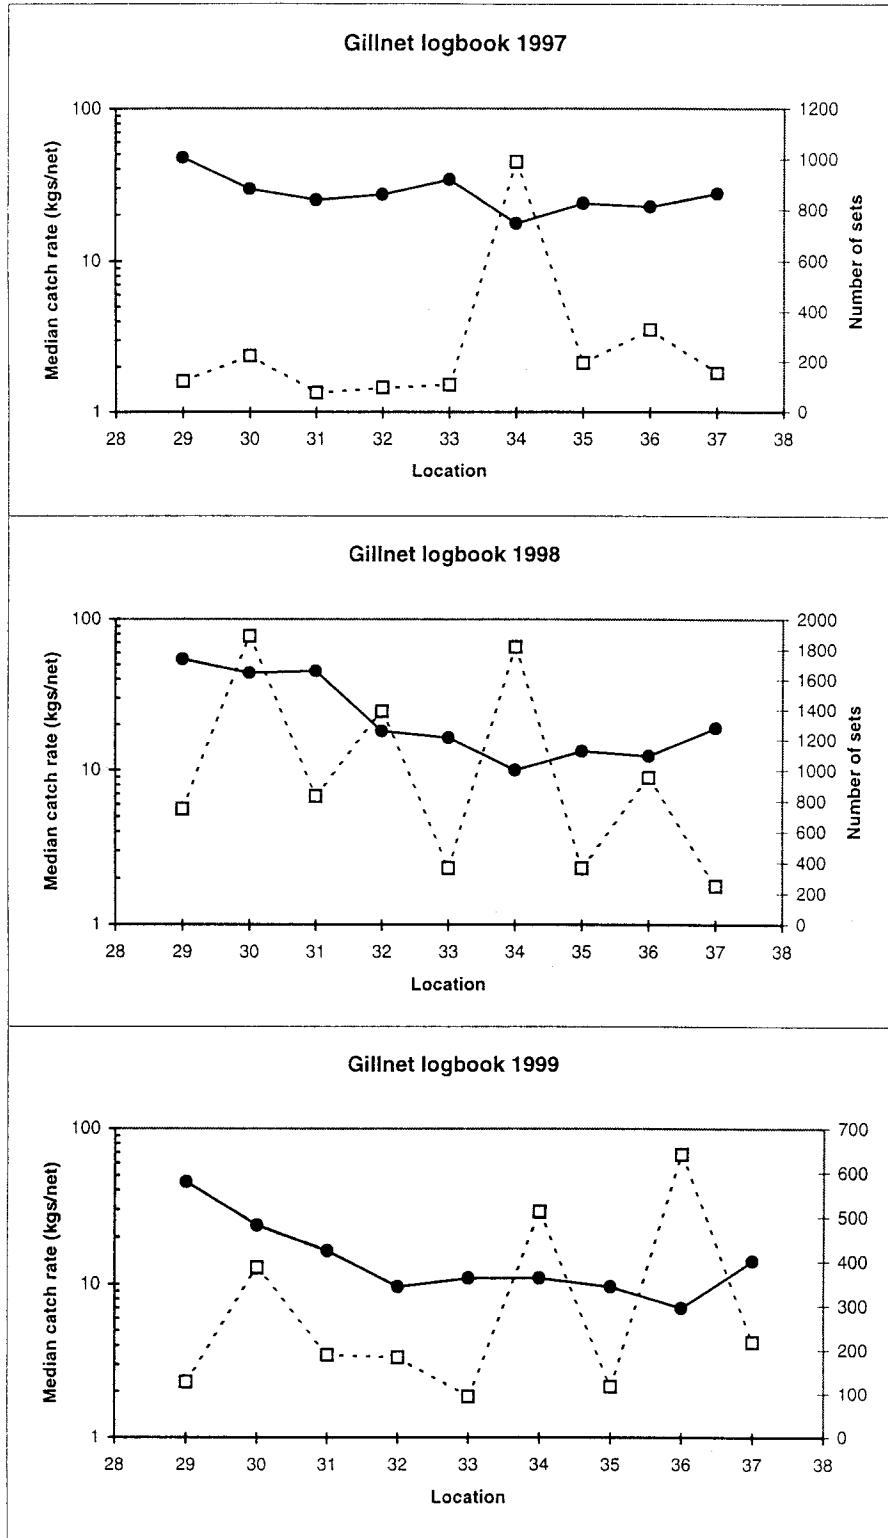 Gillnet logbook 1997
100
10
1
Median catch rate (kgs/net)
1200
1000
800
600
400
200
0
Number of sets
28 29 30 31 32 33 34 35 36 37 38
Location
Gillnet logbook 1998
100
10
1
Median catch rate (kgs/net)
2000
1800
1600
1400
1200
1000
800
600
400
200
0
Number of sets
28 29 30 31 32 33 34 35 36 37 38
Location
Gillnet logbook 1999
100
10
1
Median catch rate (kgs/net)
700
600
500
400
300
200
100
0
28 29 30 31 32 33 34 35 36 37 38
Location